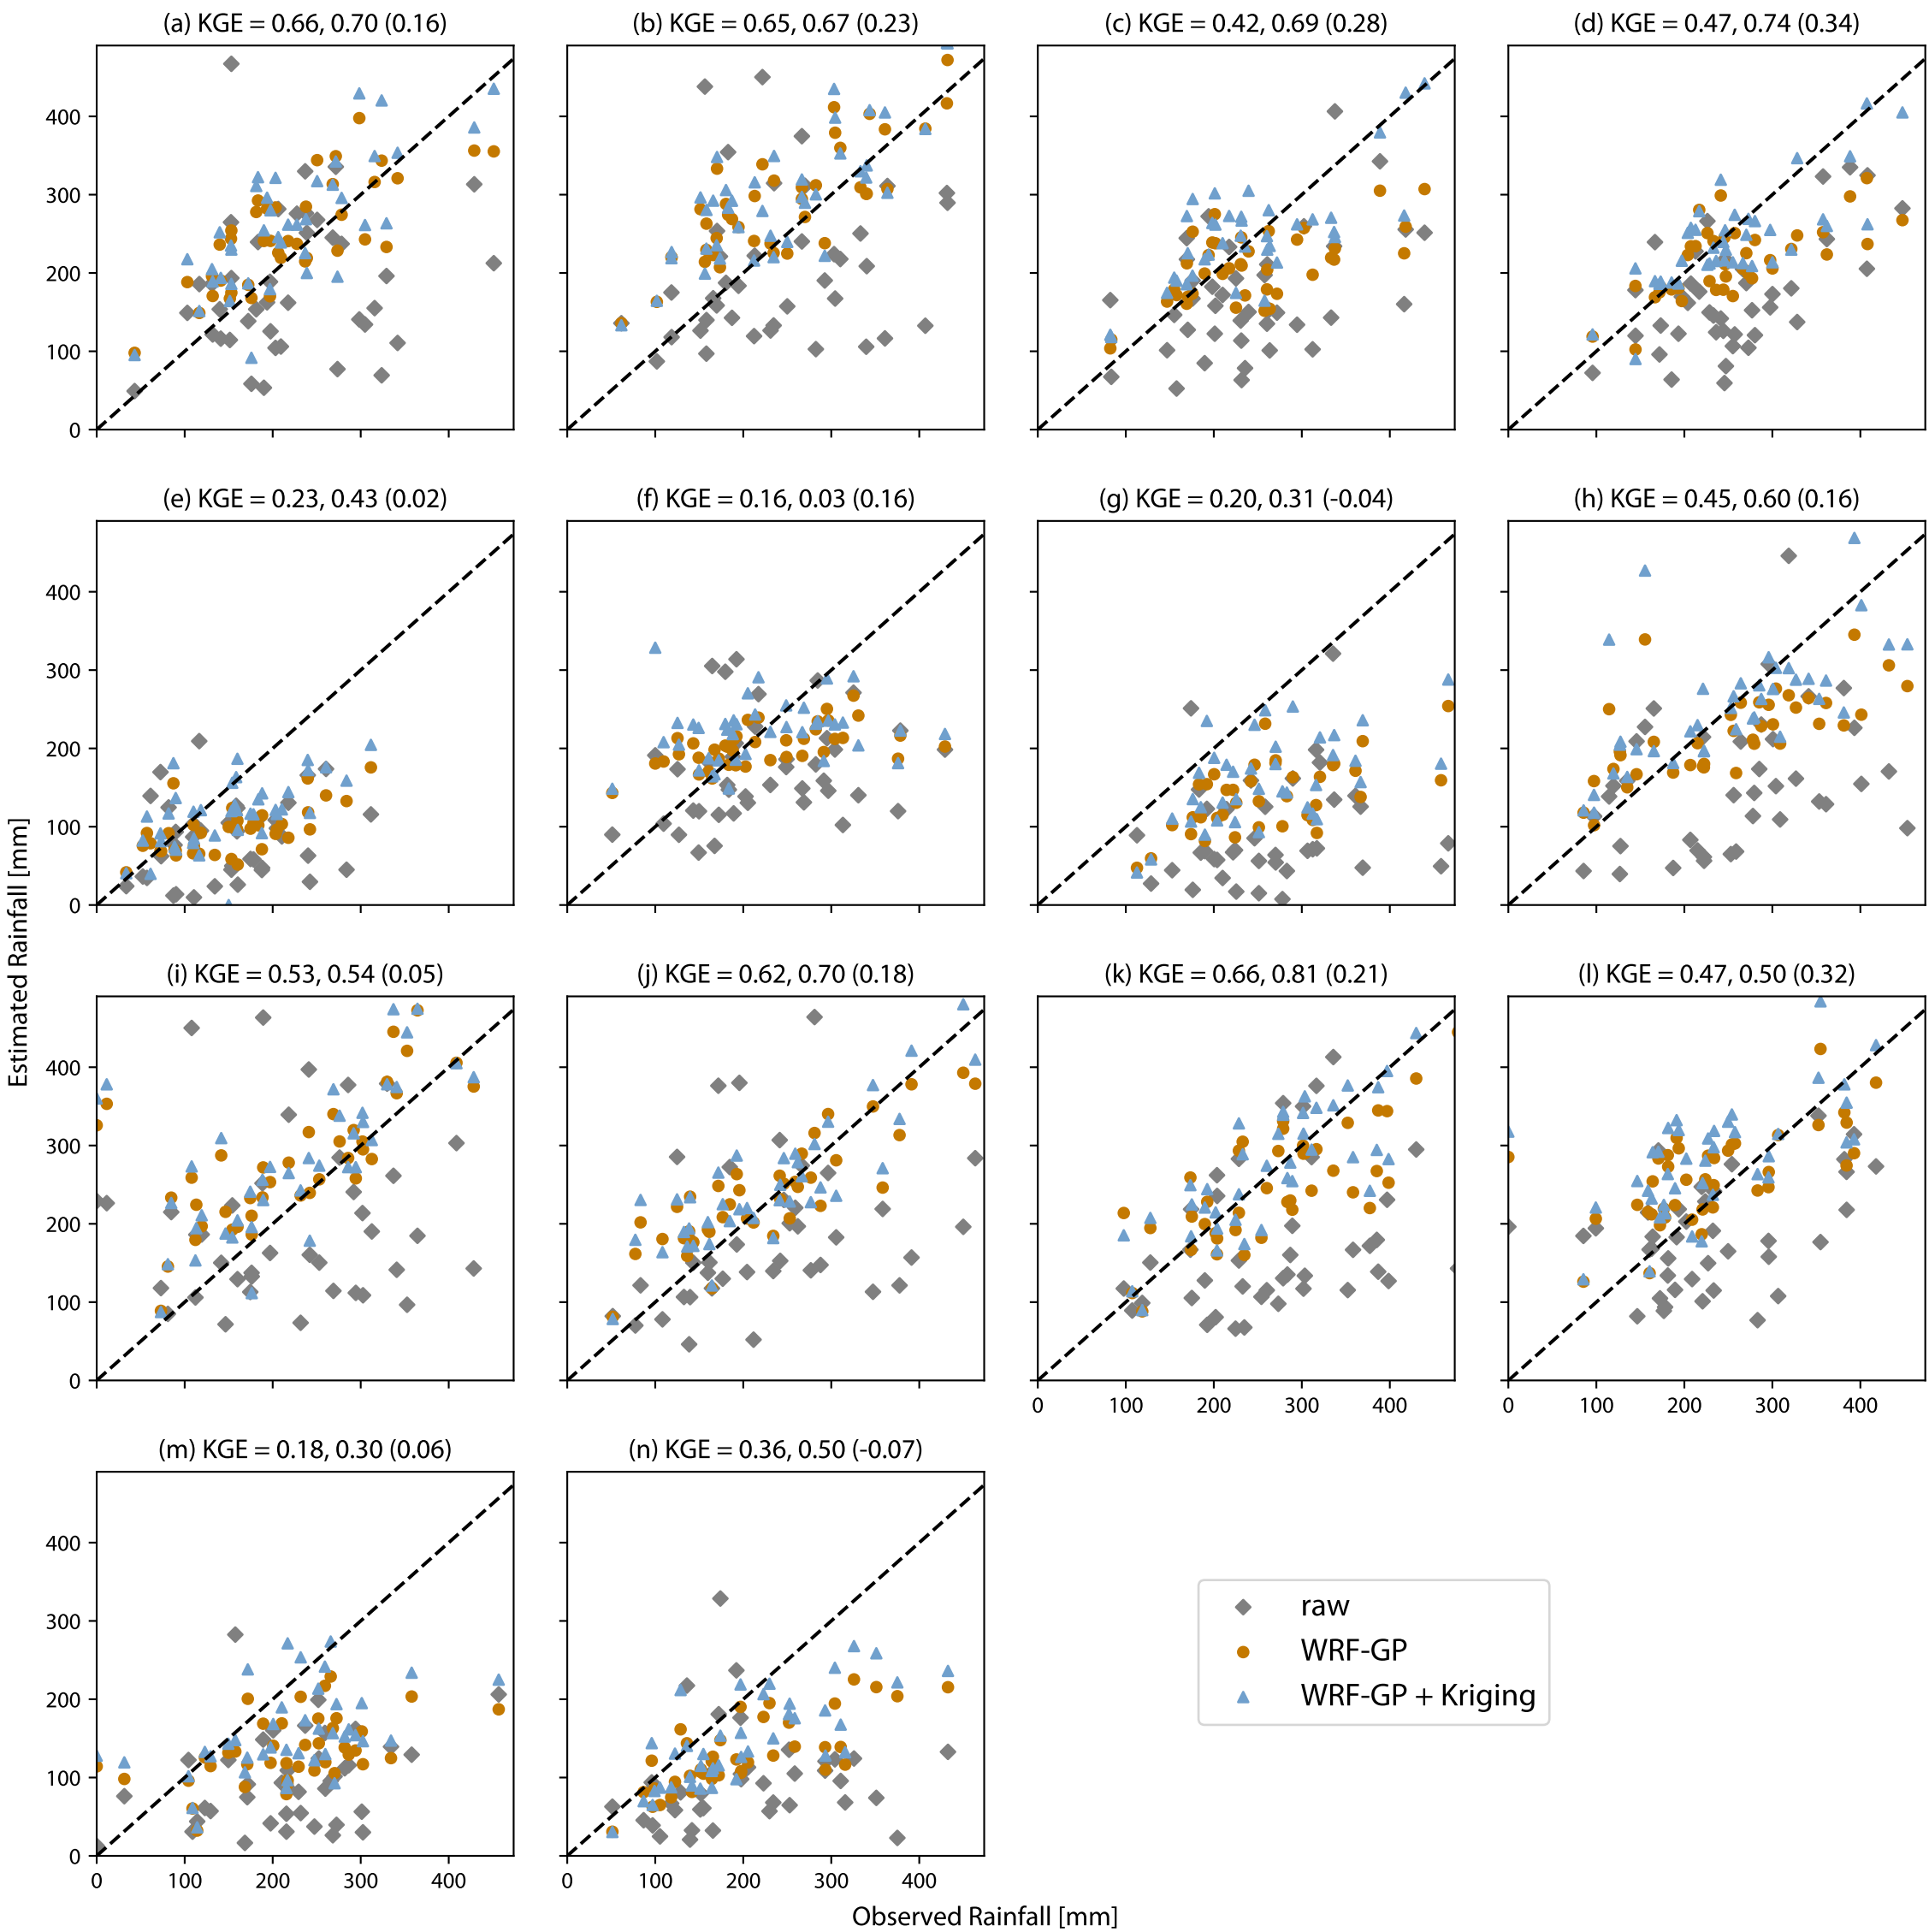 (a) KGE = 0.66, 0.70 (0.16)
(b) KGE = 0.65, 0.67 (0.23)
(c) KGE = 0.42, 0.69 (0.28)
(d) KGE = 0.47, 0.74 (0.34)
400
300
200
100
0
(e) KGE = 0.23, 0.43 (0.02)
(f) KGE = 0.16, 0.03 (0.16)
(g) KGE = 0.20, 0.31 (-0.04)
(h) KGE = 0.45, 0.60 (0.16)
400
300
200
100
0
Estimated Rainfall [mm]
(i) KGE = 0.53, 0.54 (0.05)
(j) KGE = 0.62, 0.70 (0.18)
(k) KGE = 0.66, 0.81 (0.21)
(l) KGE = 0.47, 0.50 (0.32)
400
300
200
100
0
0 100 200 300 400
0 100 200 300 400
(m) KGE = 0.18, 0.30 (0.06)
(n) KGE = 0.36, 0.50 (-0.07)
400
300
200
100
0
0 100 200 300 400
0 100 200 300 400
raw
WRF-GP
WRF-GP + Kriging
Observed Rainfall [mm]